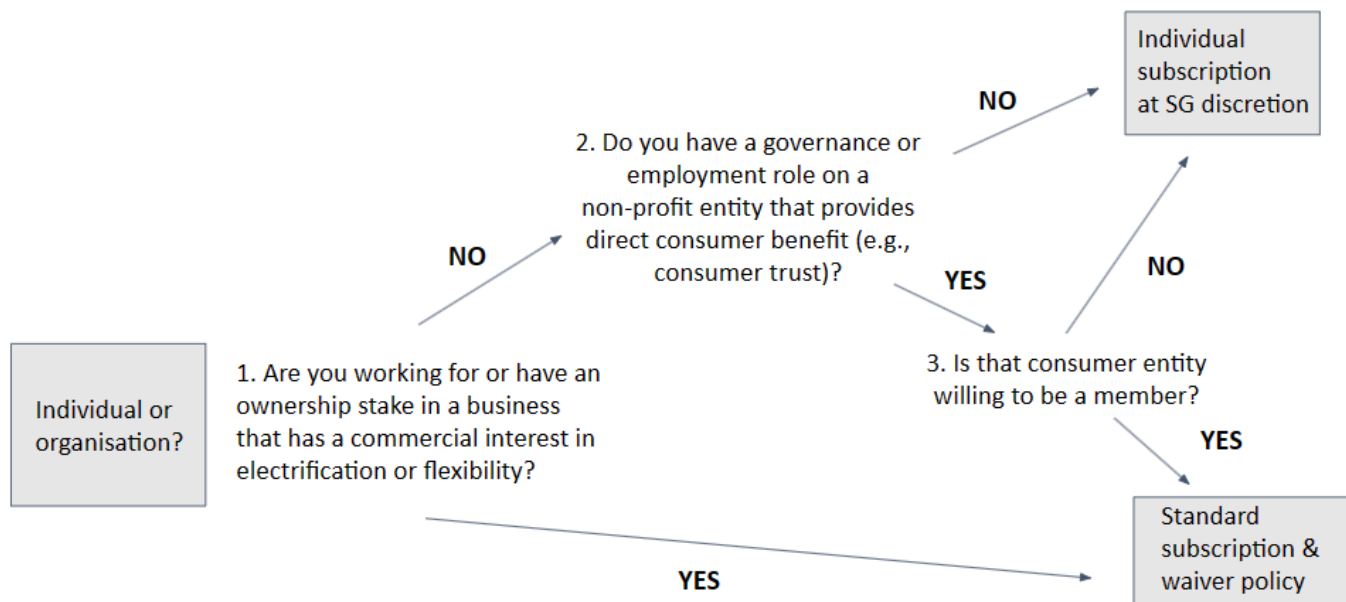 Individual or
organisation?
1. Are you working for or have an
ownership stake in a business
that has a commercial interest in
electrification or flexibility?
NO
2. Do you have a governance or
employment role on a
non-profit entity that provides
direct consumer benefit (e.g.,
consumer trust)?
NO
Individual
subscription
at SG discretion
YES
3. Is that consumer entity
willing to be a member?
NO
YES
Standard
subscription &
waiver policy
YES